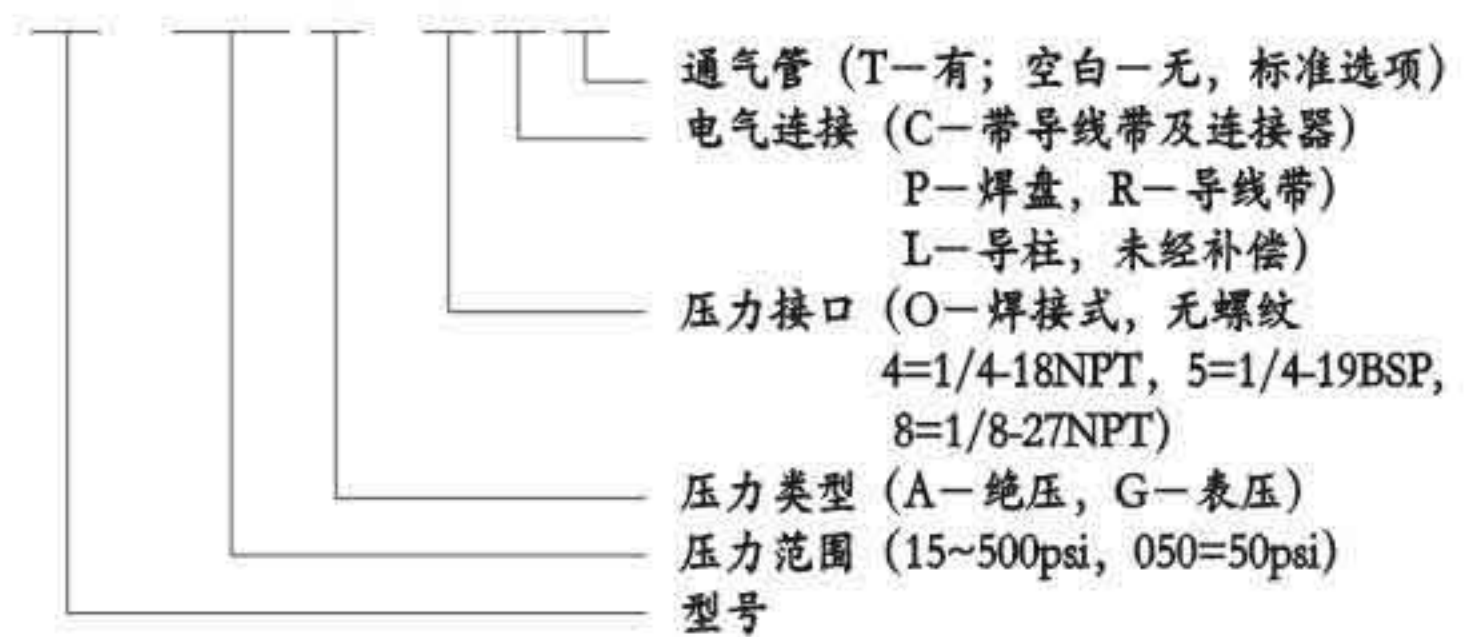 通气管（T－有；空白－无，标准选项）
电气连接（C－带导线带及连接器）
P－焊盘，R－导线带）
L－导柱，未经补偿）
压力接口（O－焊接式，无螺纹
4=1/4-18NPT，5=1/4-19BSP,
8=1/8-27NPT）
压力类型（A－绝压，G－表压）
压力范围（15~500psi，050=50psi）
型号